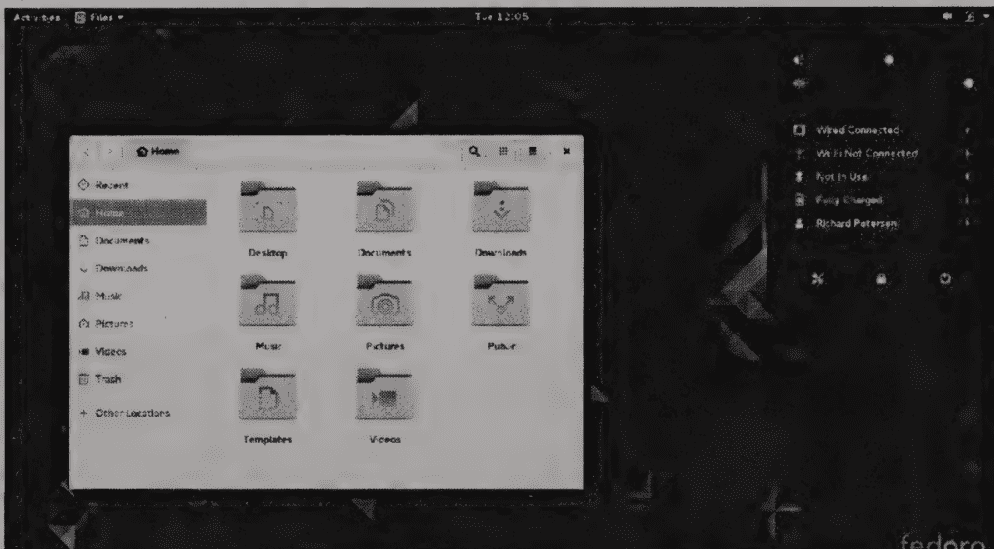 Activities Files Tue 12:05
Home
Recent
Home
Documents
Downloads
Music
Pictures
Videos
Trash
Other Locations
Desktop Documents Downloads
Music Pictures Public
Templates Videos
Wired Connected
Wi-Fi Not Connected
Not In Use
Fully Charged
Richard Petersen
fedora